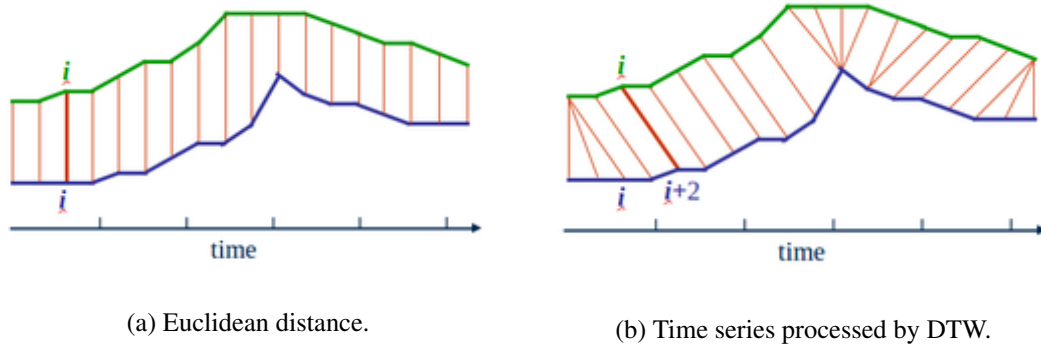 i
i
time
(a) Euclidean distance.
i
i
i+2
time
(b) Time series processed by DTW.